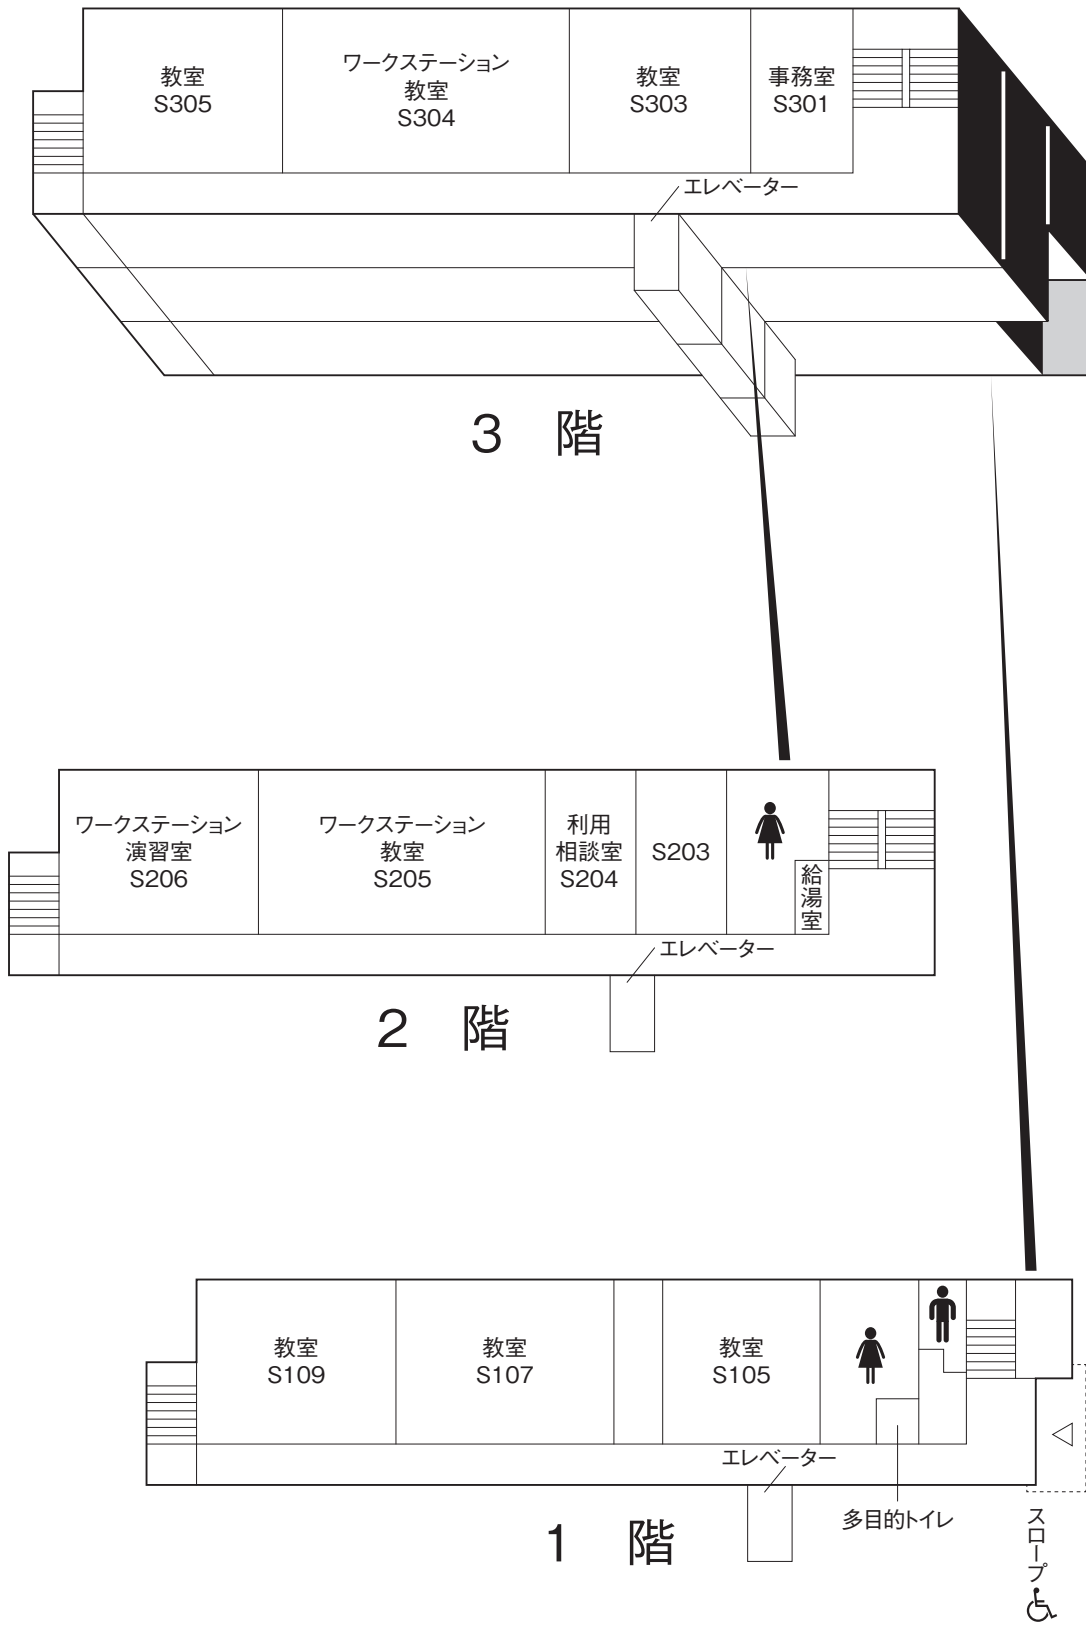 教室
S305
ワークステーション
教室
S304
教室
S303
事務室
S301
エレベーター
3 階
ワークステーション
演習室
S206
ワークステーション
教室
S205
利用
相談室
S204
S203
給湯室
エレベーター
2 階
教室
S109
教室
S107
教室
S105
エレベーター
多目的トイレ
1 階
スロープ